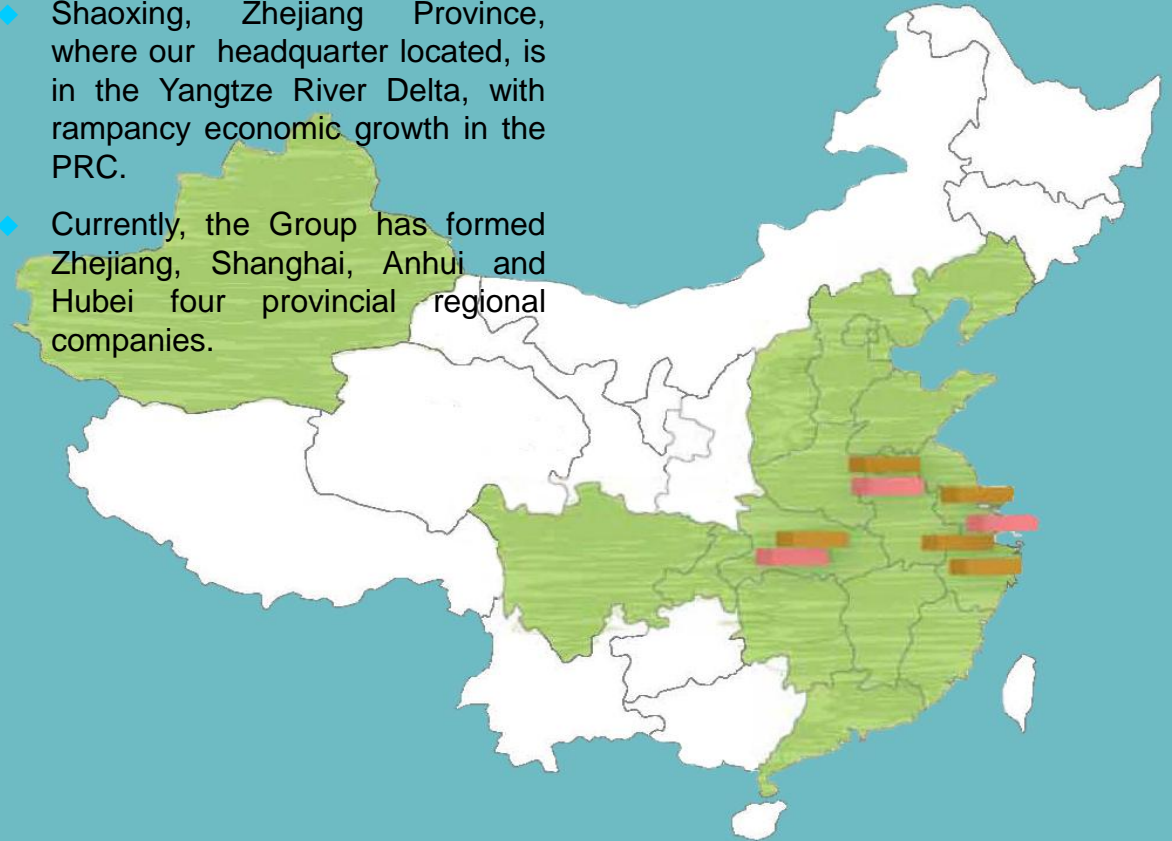 Shaoxing, Zhejiang Province,
where our headquarter located, is
in the Yangtze River Delta, with
rampancy economic growth in the
PRC.
Currently, the Group has formed
Zhejiang, Shanghai, Anhui and
Hubei four provincial regional
companies.